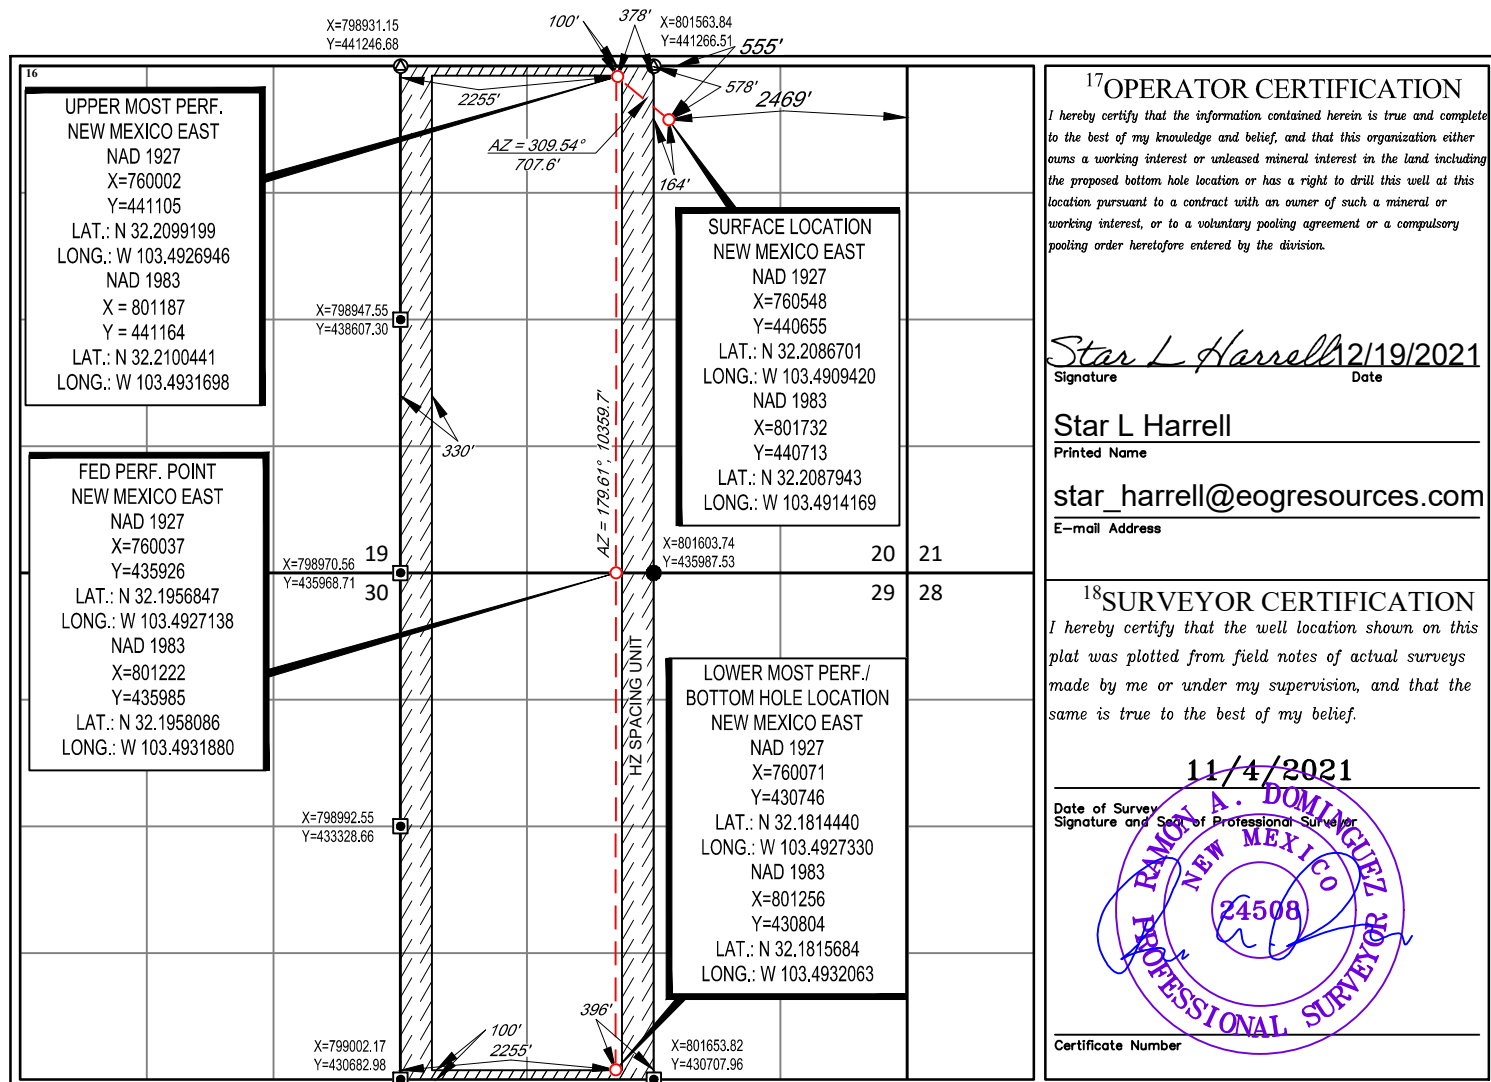 X=798931.15
Y=441246.68
100'
378'
X=801563.84
Y=441266.51
555'
16
2255'
578'
2469'
AZ = 309.54°
707.6'
164'
UPPER MOST PERF.
NEW MEXICO EAST
NAD 1927
X=760002
Y=441105
LAT.: N 32.2099199
LONG.: W 103.4926946
NAD 1983
X = 801187
Y = 441164
LAT.: N 32.2100441
LONG.: W 103.4931698
SURFACE LOCATION
NEW MEXICO EAST
NAD 1927
X=760548
Y=440655
LAT.: N 32.2086701
LONG.: W 103.4909420
NAD 1983
X=801732
Y=440713
LAT.: N 32.2087943
LONG.: W 103.4914169
X=798947.55
Y=438607.30
330'
AZ = 179.61°, 10359.7'
FED PERF. POINT
NEW MEXICO EAST
NAD 1927
X=760037
Y=435926
LAT.: N 32.1956847
LONG.: W 103.4927138
NAD 1983
X=801222
Y=435985
LAT.: N 32.1958086
LONG.: W 103.4931880
X=798970.56
Y=435968.71
19
30
X=801603.74
Y=435987.53
20
21
29
28
HZ SPACING UNIT
LOWER MOST PERF./
BOTTOM HOLE LOCATION
NEW MEXICO EAST
NAD 1927
X=760071
Y=430746
LAT.: N 32.1814440
LONG.: W 103.4927330
NAD 1983
X=801256
Y=430804
LAT.: N 32.1815684
LONG.: W 103.4932063
X=798992.55
Y=433328.66
396'
100'
2255'
X=799002.17
Y=430682.98
X=801653.82
Y=430707.96
17OPERATOR CERTIFICATION
I hereby certify that the information contained herein is true and complete
to the best of my knowledge and belief, and that this organization either
owns a working interest or unleased mineral interest in the land including
the proposed bottom hole location or has a right to drill this well at this
location pursuant to a contract with an owner of such a mineral or
working interest, or to a voluntary pooling agreement or a compulsory
pooling order heretofore entered by the division.
Star L Harrell 12/19/2021
Signature Date
Star L Harrell
Printed Name
star_harrell@eogresources.com
E-mail Address
18SURVEYOR CERTIFICATION
I hereby certify that the well location shown on this
plat was plotted from field notes of actual surveys
made by me or under my supervision, and that the
same is true to the best of my belief.
11/4/2021
Date of Survey
Signature and Seal of Professional Surveyor
RAMON A. DOMINGUEZ
NEW MEXICO
24508
PROFESSIONAL SURVEYOR
Certificate Number